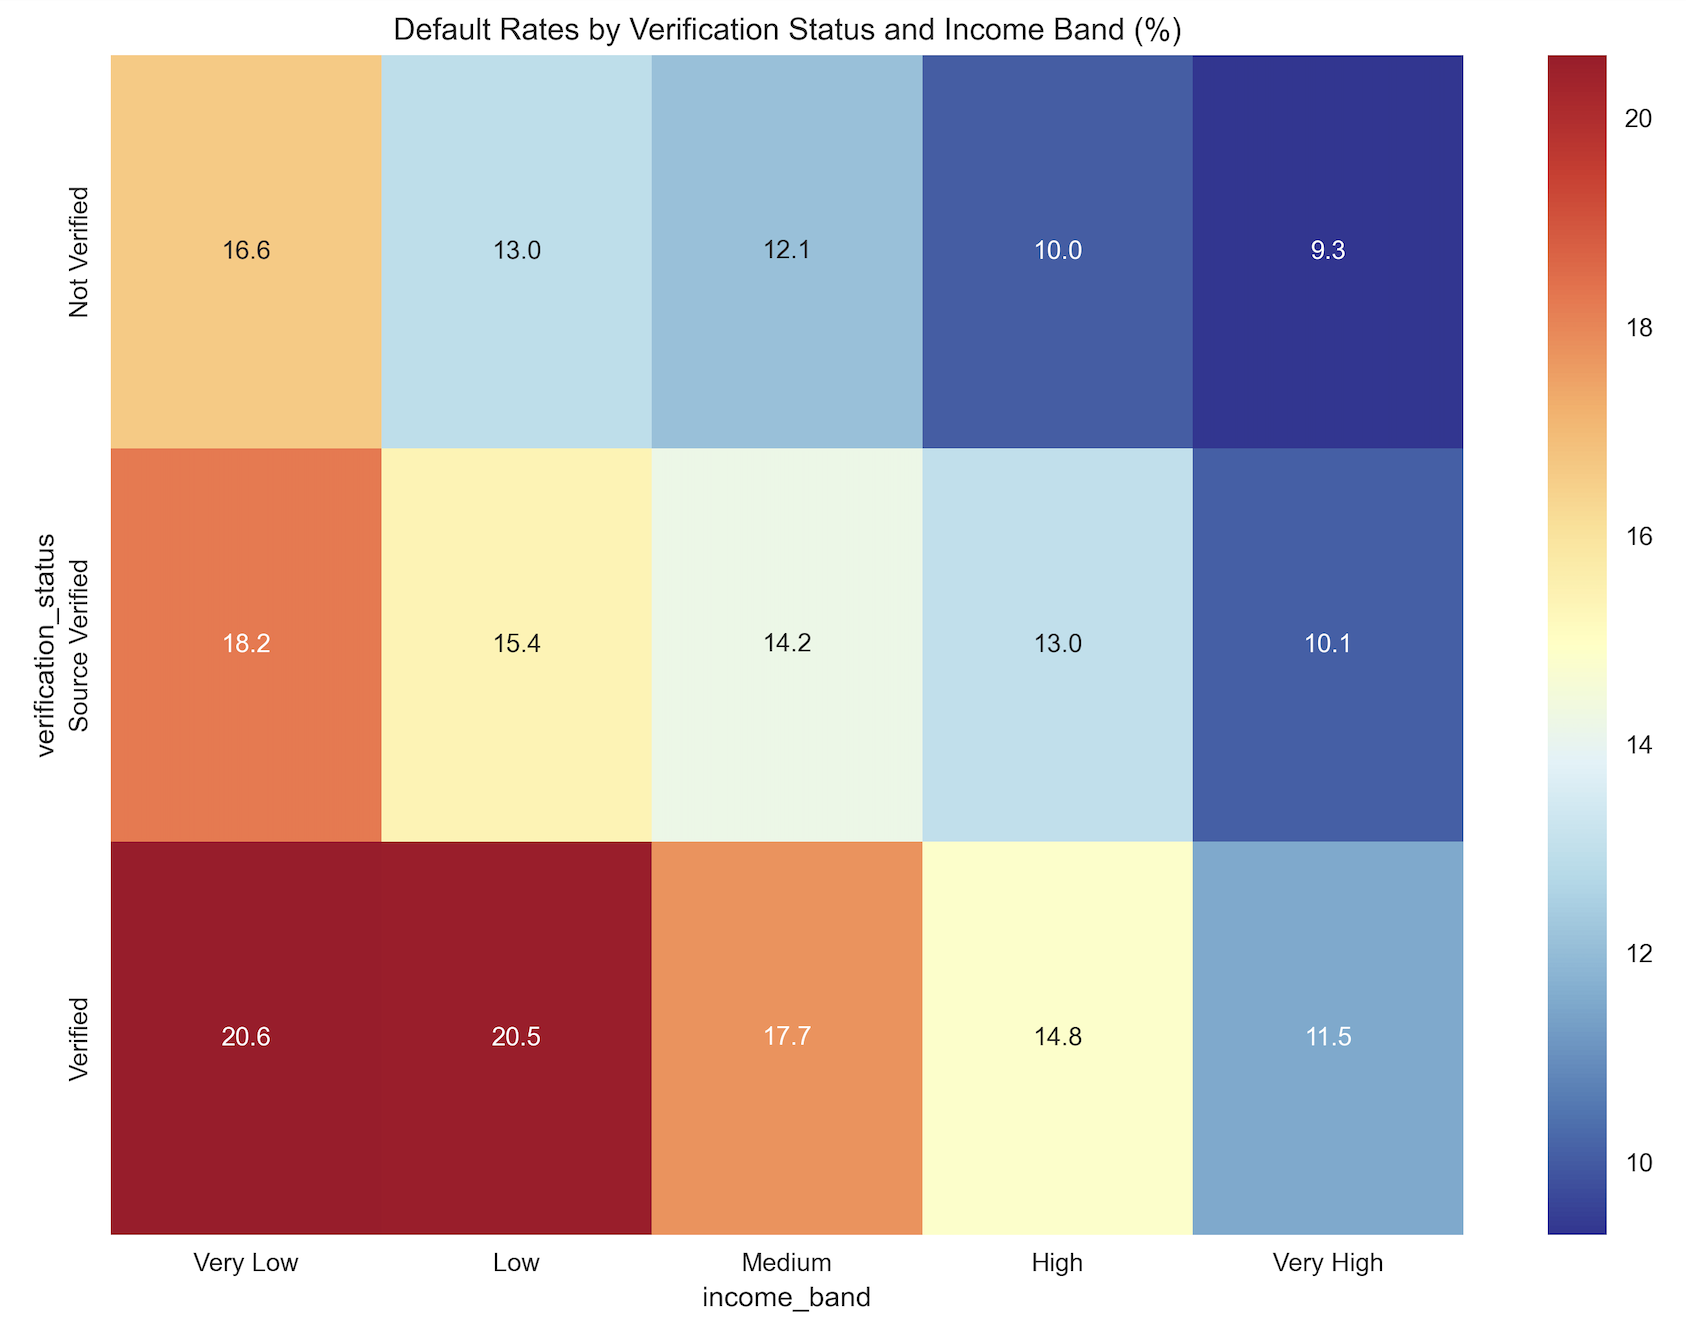 Default Rates by Verification Status and Income Band (%)
verification_status
Not Verified
16.6 13.0 12.1 10.0 9.3
Source Verified
18.2 15.4 14.2 13.0 10.1
Verified
20.6 20.5 17.7 14.8 11.5
Very Low Low Medium High Very High
income_band
20
18
16
14
12
10